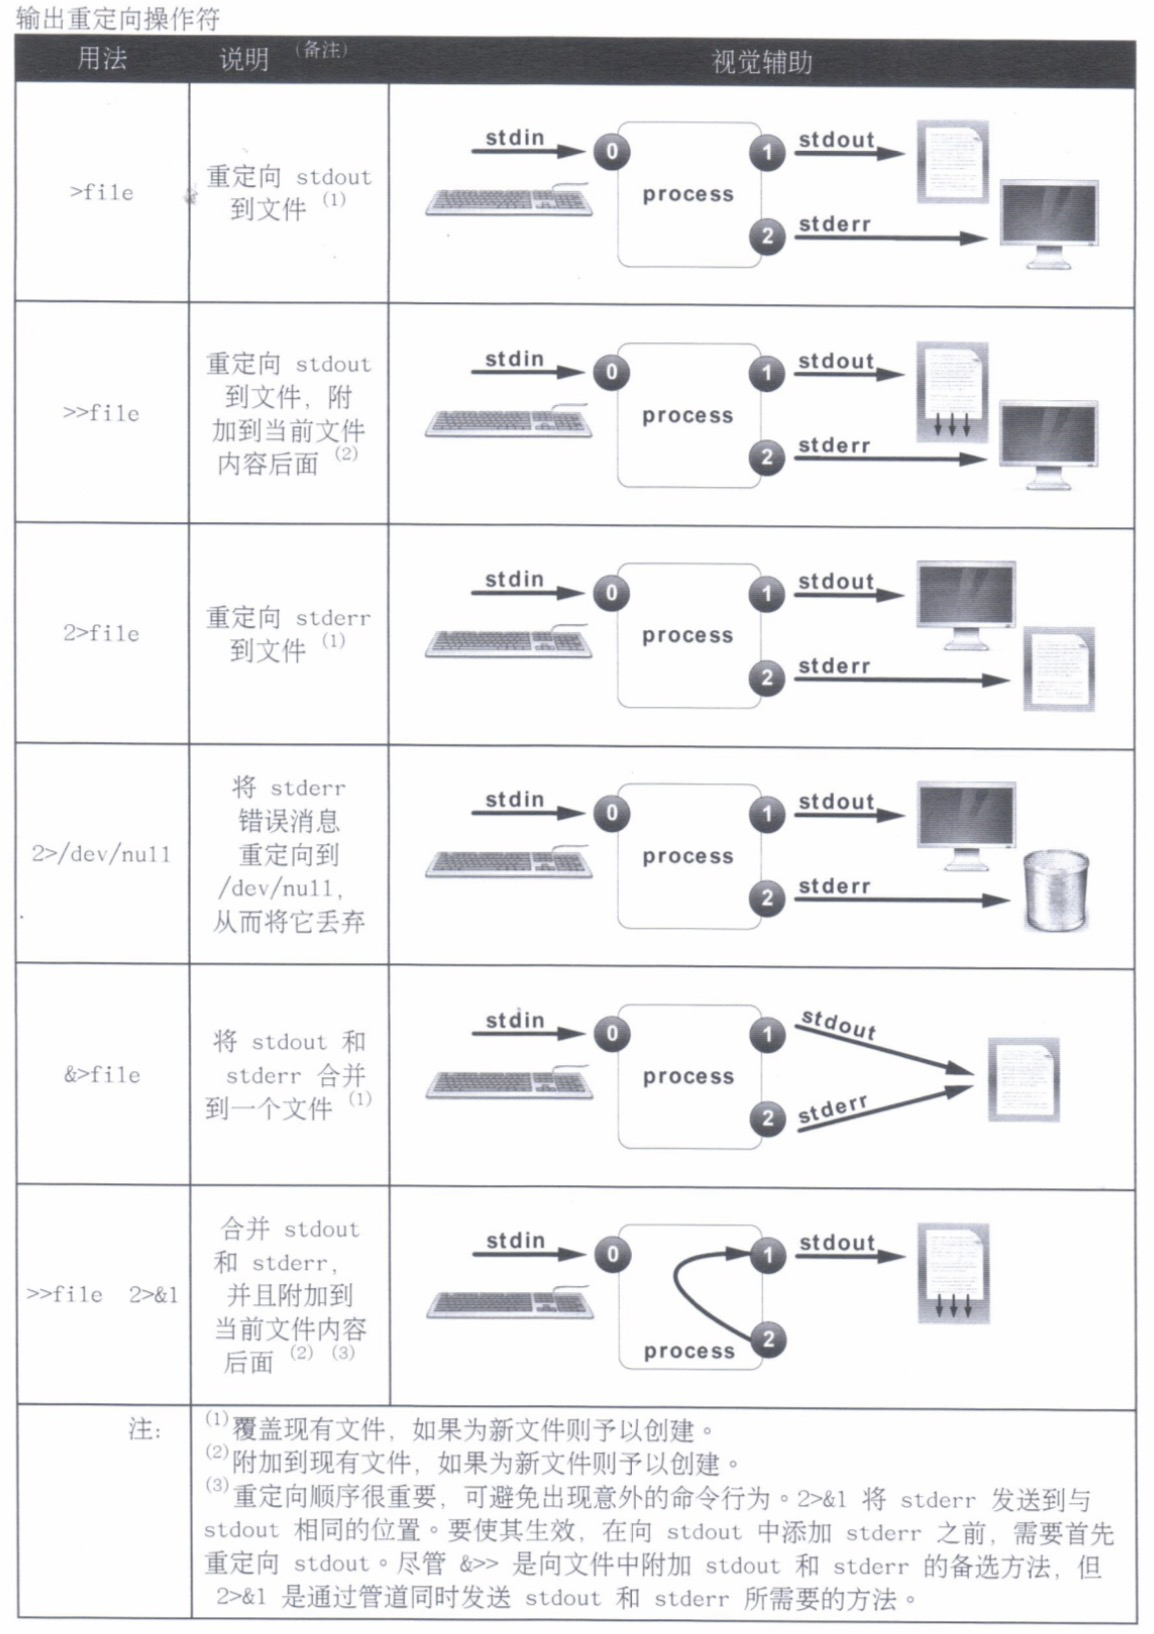 输出重定向操作符
用法 说明 （备注） 视觉辅助
>file
重定向 stdout
到文件 (1)
stdin
0
process
1
stdout
2
stderr
>>file
重定向 stdout
到文件，附
加到当前文件
内容后面 (2)
stdin
0
process
1
stdout
2
stderr
2>file
重定向 stderr
到文件 (1)
stdin
0
process
1
stdout
2
stderr
2>/dev/null
将 stderr
错误消息
重定向到
/dev/null，
从而将它丢弃
stdin
0
process
1
stdout
2
stderr
&>file
将 stdout 和
stderr 合并
到一个文件 (1)
stdin
0
process
1
stdout
2
stderr
>>file 2>&1
合并 stdout
和 stderr，
并且附加到
当前文件内容
后面 (2) (3)
stdin
0
process
1
stdout
2
注：
(1)覆盖现有文件，如果为新文件则予以创建。
(2)附加到现有文件，如果为新文件则予以创建。
(3)重定向顺序很重要，可避免出现意外的命令行为。2>&1 将 stderr 发送到与
stdout 相同的位置。要使其生效，在向 stdout 中添加 stderr 之前，需要首先
重定向 stdout。尽管 &>> 是向文件中附加 stdout 和 stderr 的备选方法，但
2>&1 是通过管道同时发送 stdout 和 stderr 所需要的方法。